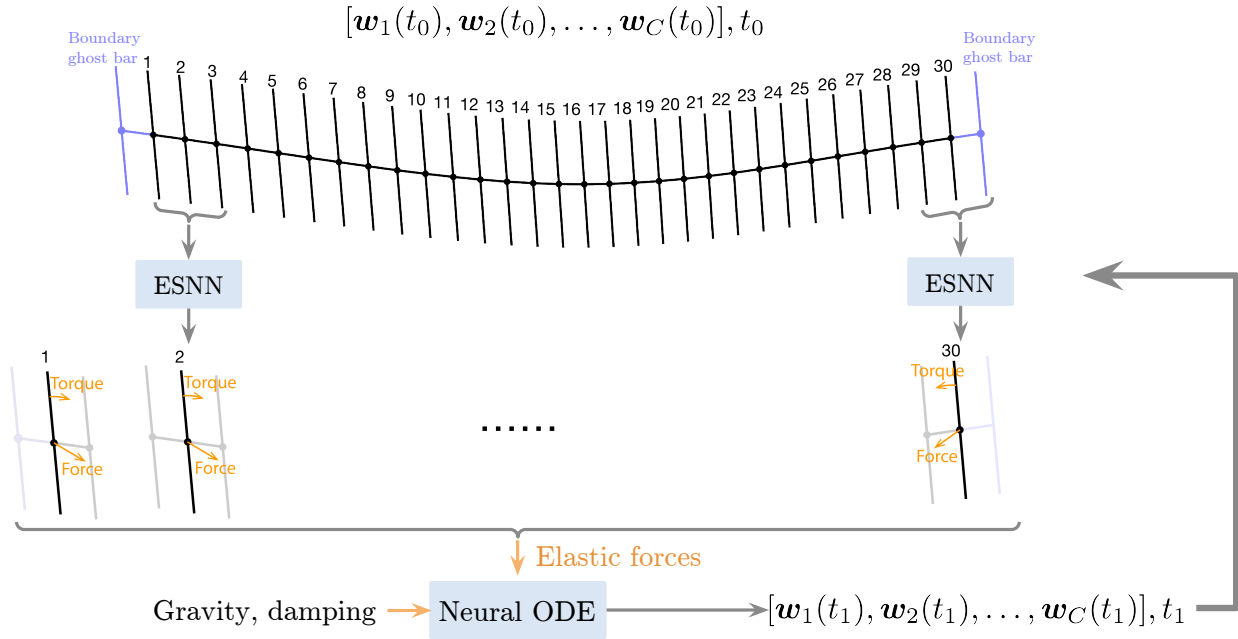 [w₁(t₀), w₂(t₀), . . . , w_C(t₀)], t₀
Boundary
ghost bar
Boundary
ghost bar
1 2 3 4 5 6 7 8 9 10 11 12 13 14 15 16 17 18 19 20 21 22 23 24 25 26 27 28 29 30
ESNN
ESNN
1
Torque
Force
2
Torque
Force
......
30
Torque
Force
Elastic forces
Gravity, damping
Neural ODE
[w₁(t₁), w₂(t₁), . . . , w_C(t₁)], t₁